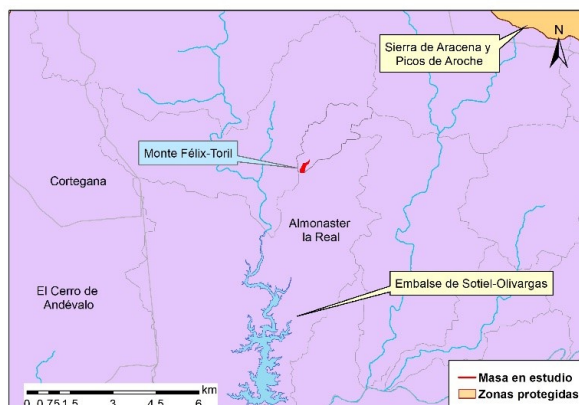 Sierra de Aracena y
Picos de Aroche
N
Monte Félix-Toril
Cortegana
Almonaster
la Real
El Cerro de
Andévalo
Embalse de Sotiel-Olivargas
km
0 0,75 1,5 3 4,5 6
Masa en estudio
Zonas protegidas